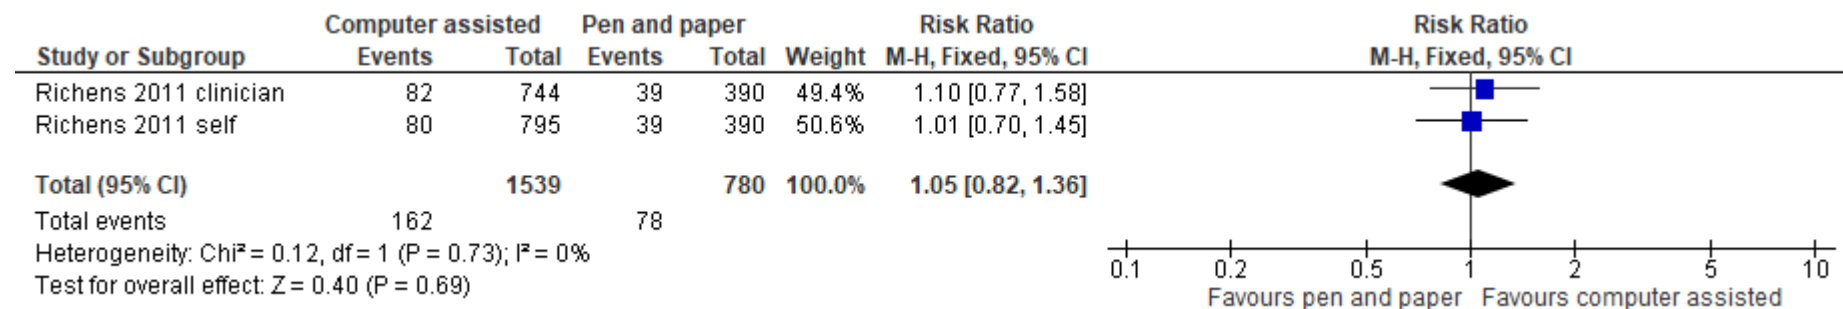 Computer assisted Pen and paper Risk Ratio Risk Ratio
Study or Subgroup Events Total Events Total Weight M-H, Fixed, 95% CI M-H, Fixed, 95% CI
Richens 2011 clinician 82 744 39 390 49.4% 1.10 [0.77, 1.58]
Richens 2011 self 80 795 39 390 50.6% 1.01 [0.70, 1.45]
Total (95% CI) 1539 780 100.0% 1.05 [0.82, 1.36]
Total events 162 78
Heterogeneity: Chi² = 0.12, df = 1 (P = 0.73); I² = 0%
Test for overall effect: Z = 0.40 (P = 0.69)
0.1 0.2 0.5 1 2 5 10
Favours pen and paper Favours computer assisted